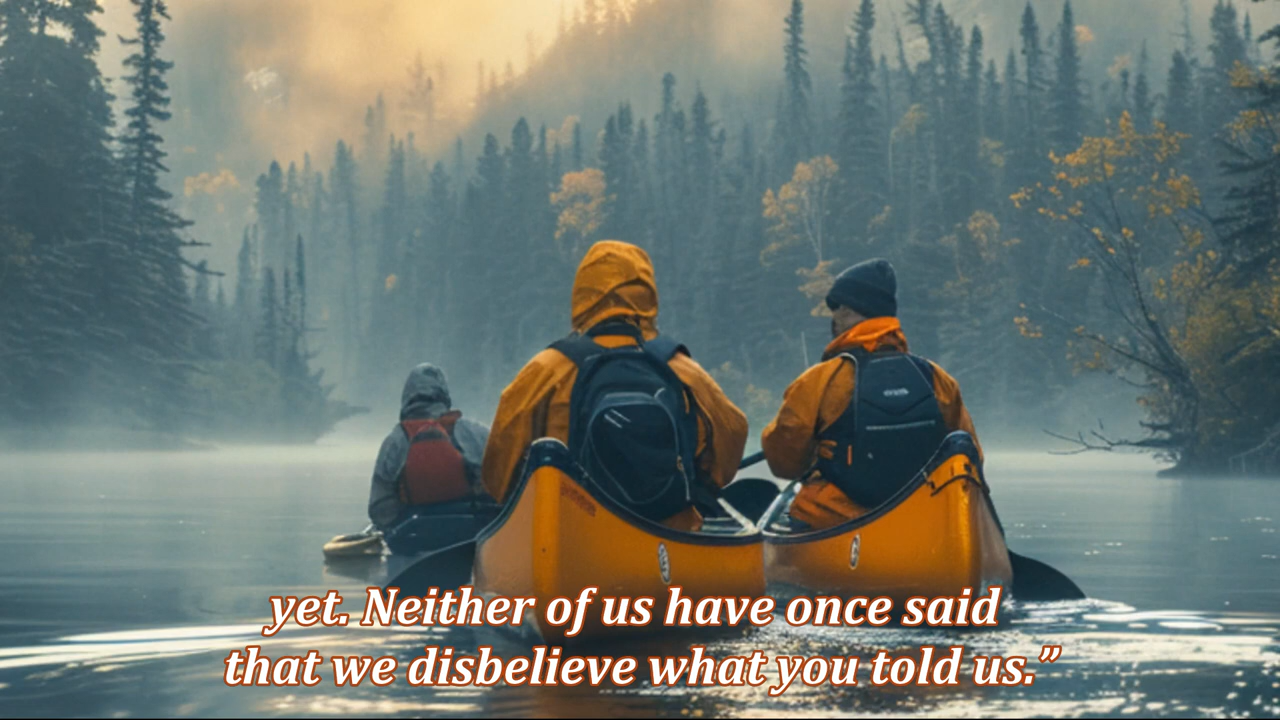 yet. Neither of us have once said
that we disbelieve what you told us.”